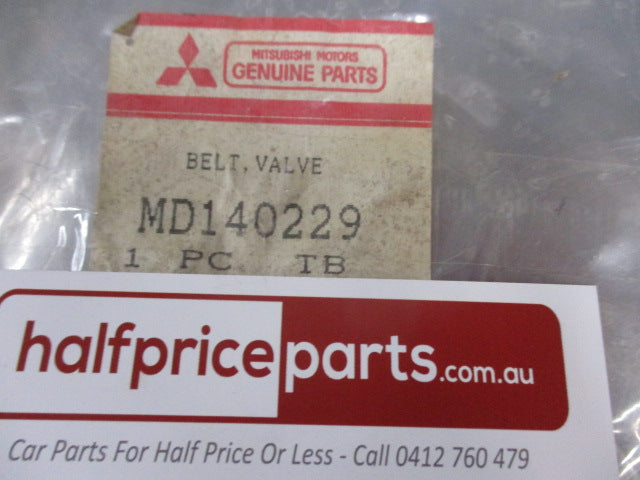 MITSUBISHI MOTORS
GENUINE PARTS
BELT, VALVE
MD140229
1 PC TB
halfpriceparts.com.au
Car Parts For Half Price Or Less - Call 0412 760 479